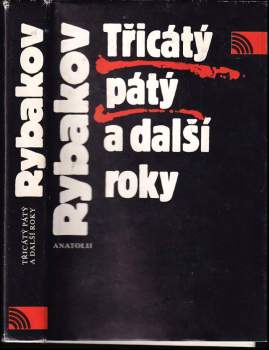 TŘICÁTÝ PÁTÝ
A DALŠÍ ROKY
Rybakov
ANATOLIJ
Rybakov
Třicátý
pátý
a další
roky